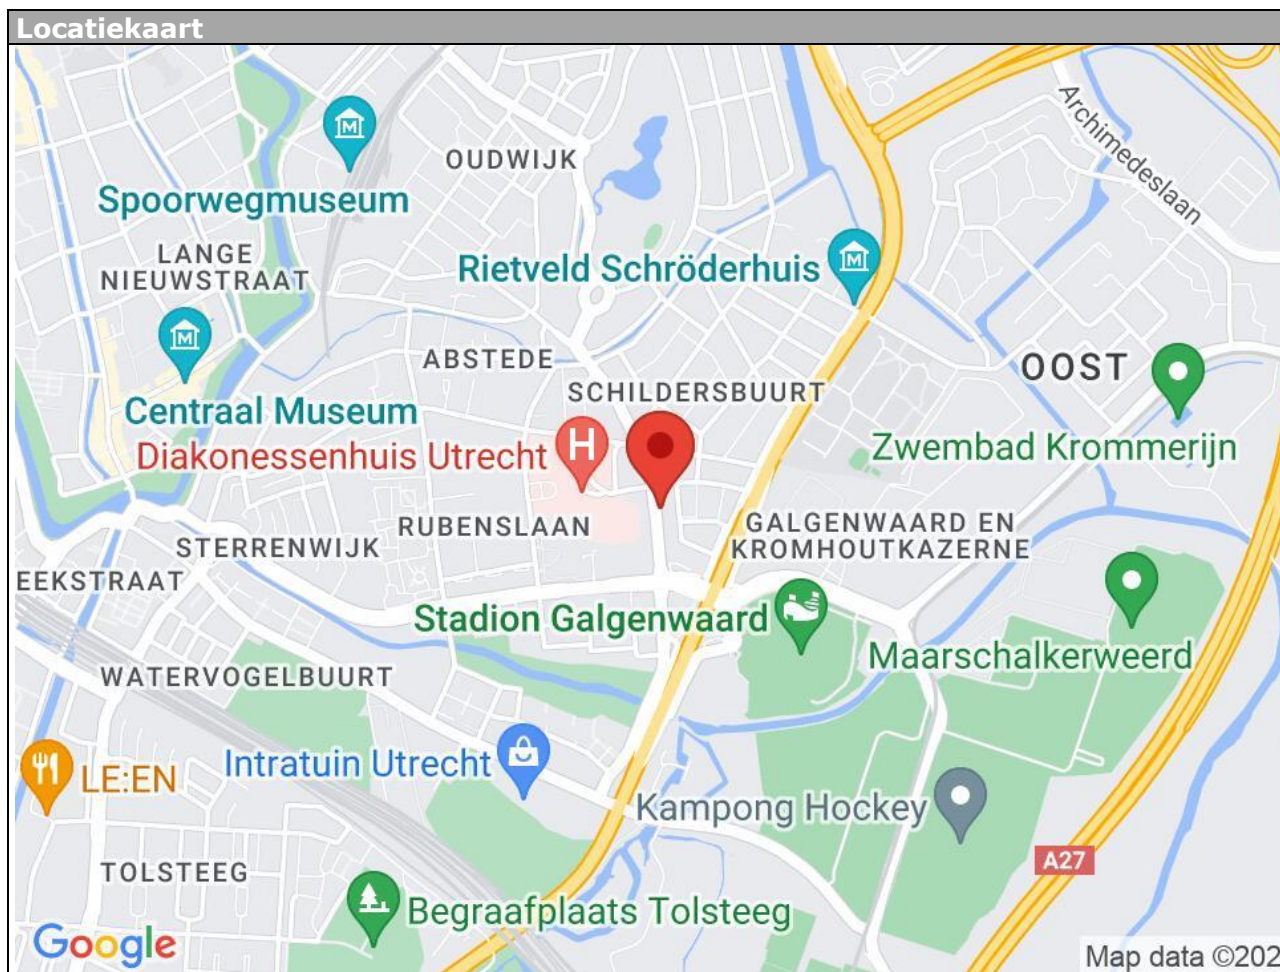 Locatiekaart
Archimedeslaan
OUDWIJK
Spoorwegmuseum
LANGE
NIEUWSTRAAT
Rietveld Schröderhuis
ABSTEDE
OOST
SCHILDERSBUURT
Centraal Museum
Diakonessenhuis Utrecht
H
Zwembad Krommerijn
RUBENSLAAN
GALGENWAARD EN
KROMHOUTKAZERNE
STERRENWIJK
EEKSTRAAT
Stadion Galgenwaard
Maarschalkerweerd
WATERVOGELBUURT
Intratuin Utrecht
LE:EN
Kampong Hockey
A27
TOLSTEEG
Begraafplaats Tolsteeg
Google
Map data ©202